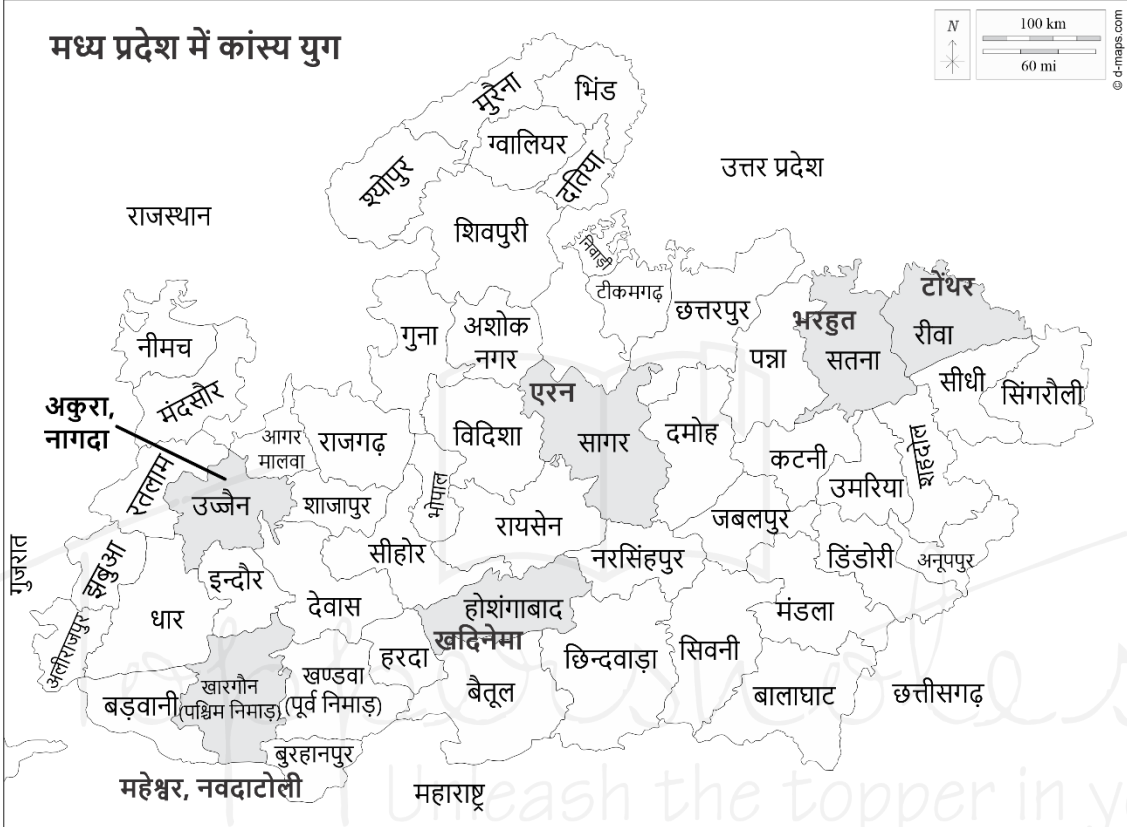 मध्य प्रदेश में कांस्य युग
N
100 km
60 mi
© d-maps.com
मुरैना
भिंड
ग्वालियर
दतिया
श्योपुर
उत्तर प्रदेश
राजस्थान
शिवपुरी
निवाड़ी
टीकमगढ़
छत्तरपुर
टोंथर
भरहुत
रीवा
गुना
अशोक
नगर
नीमच
पन्ना
सतना
सीधी
सिंगरौली
मंदसौर
एरन
अकुरा,
नागदा
आगर
मालवा
राजगढ़
विदिशा
सागर
दमोह
कटनी
शहदोल
रतलाम
उज्जैन
शाजापुर
भोपाल
रायसेन
जबलपुर
उमरिया
गुजरात
झबुआ
इन्दौर
सीहोर
नरसिंहपुर
डिंडोरी
अनूपपुर
धार
देवास
होशंगाबाद
खदिनेमा
मंडला
अलीराजपुर
हरदा
छिन्दवाड़ा
सिवनी
खारगौन
(पश्चिम निमाड़)
खण्डवा
(पूर्व निमाड़)
बड़वानी
बैतूल
बालाघाट
छत्तीसगढ़
बुरहानपुर
महेश्वर, नवदाटोली
महाराष्ट्र
Unleash the topper in y